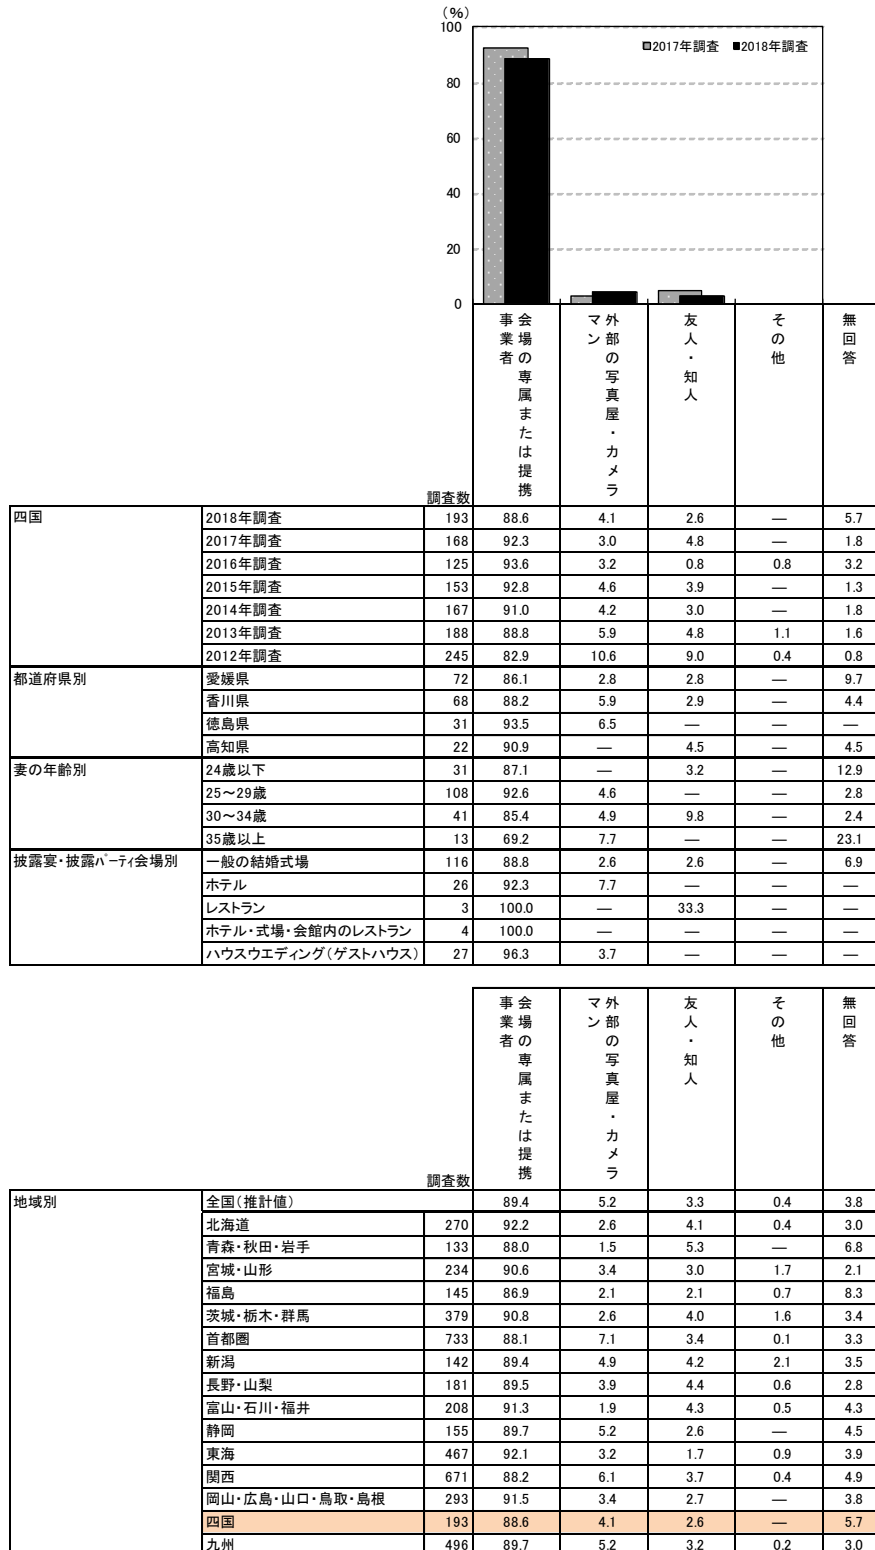 (%)
100
80
60
40
20
0
2017年調査 2018年調査
会場の専属または提携事業者
外部の写真屋・カメラマン
友人・知人
その他
無回答
調査数
四国 2018年調査 193 88.6 4.1 2.6 — 5.7
2017年調査 168 92.3 3.0 4.8 — 1.8
2016年調査 125 93.6 3.2 0.8 0.8 3.2
2015年調査 153 92.8 4.6 3.9 — 1.3
2014年調査 167 91.0 4.2 3.0 — 1.8
2013年調査 188 88.8 5.9 4.8 1.1 1.6
2012年調査 245 82.9 10.6 9.0 0.4 0.8
都道府県別 愛媛県 72 86.1 2.8 2.8 — 9.7
香川県 68 88.2 5.9 2.9 — 4.4
徳島県 31 93.5 6.5 — — —
高知県 22 90.9 — 4.5 — 4.5
妻の年齢別 24歳以下 31 87.1 — 3.2 — 12.9
25～29歳 108 92.6 4.6 — — 2.8
30～34歳 41 85.4 4.9 9.8 — 2.4
35歳以上 13 69.2 7.7 — — 23.1
披露宴・披露ﾊﾟｰﾃｨ会場別 一般の結婚式場 116 88.8 2.6 2.6 — 6.9
ホテル 26 92.3 7.7 — — —
レストラン 3 100.0 — 33.3 — —
ホテル・式場・会館内のレストラン 4 100.0 — — — —
ハウスウエディング(ゲストハウス) 27 96.3 3.7 — — —
会場の専属または提携事業者
外部の写真屋・カメラマン
友人・知人
その他
無回答
調査数
地域別 全国(推計値) 89.4 5.2 3.3 0.4 3.8
北海道 270 92.2 2.6 4.1 0.4 3.0
青森・秋田・岩手 133 88.0 1.5 5.3 — 6.8
宮城・山形 234 90.6 3.4 3.0 1.7 2.1
福島 145 86.9 2.1 2.1 0.7 8.3
茨城・栃木・群馬 379 90.8 2.6 4.0 1.6 3.4
首都圏 733 88.1 7.1 3.4 0.1 3.3
新潟 142 89.4 4.9 4.2 2.1 3.5
長野・山梨 181 89.5 3.9 4.4 0.6 2.8
富山・石川・福井 208 91.3 1.9 4.3 0.5 4.3
静岡 155 89.7 5.2 2.6 — 4.5
東海 467 92.1 3.2 1.7 0.9 3.9
関西 671 88.2 6.1 3.7 0.4 4.9
岡山・広島・山口・鳥取・島根 293 91.5 3.4 2.7 — 3.8
四国 193 88.6 4.1 2.6 — 5.7
九州 496 89.7 5.2 3.2 0.2 3.0